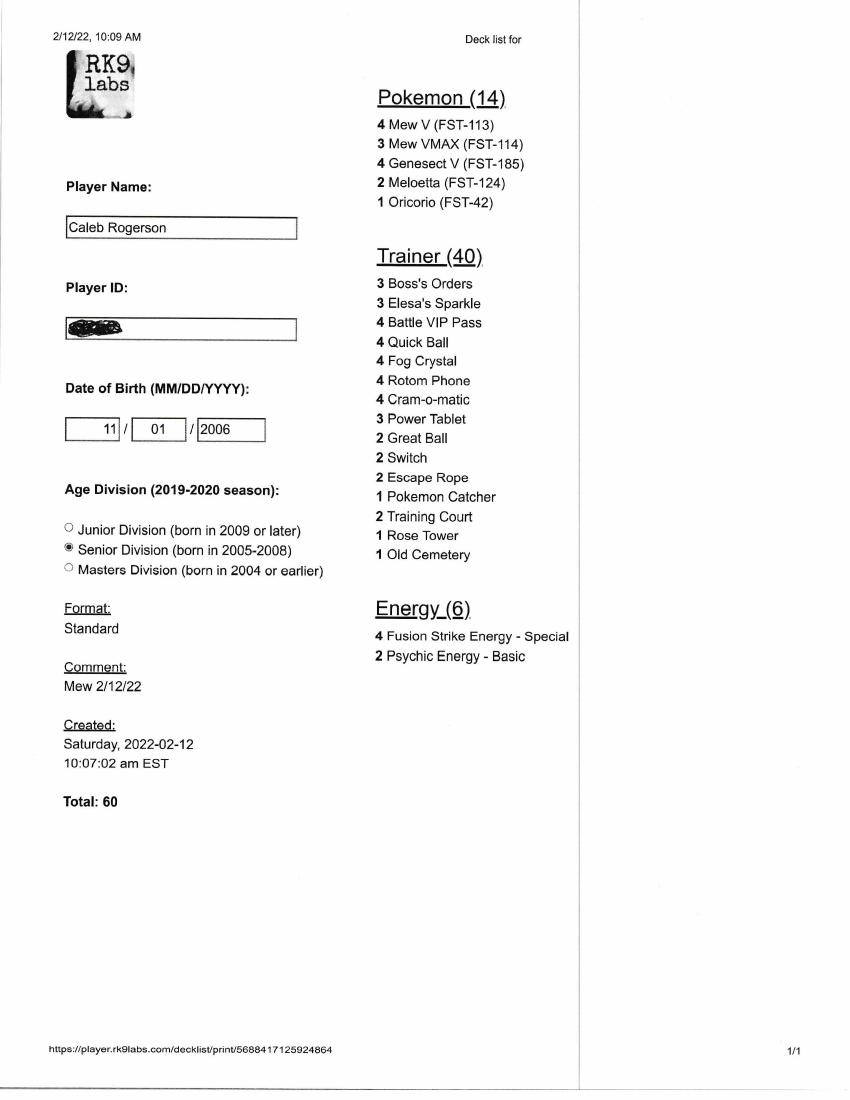 2/12/22, 10:09 AM
Deck list for
RK9
labs
Player Name:
Caleb Rogerson
Player ID:
Date of Birth (MM/DD/YYYY):
11 / 01 / 2006
Age Division (2019-2020 season):
Junior Division (born in 2009 or later)
Senior Division (born in 2005-2008)
Masters Division (born in 2004 or earlier)
Format:
Standard
Comment:
Mew 2/12/22
Created:
Saturday, 2022-02-12
10:07:02 am EST
Total: 60
Pokemon (14)
4 Mew V (FST-113)
3 Mew VMAX (FST-114)
4 Genesect V (FST-185)
2 Meloetta (FST-124)
1 Oricorio (FST-42)
Trainer (40)
3 Boss's Orders
3 Elesa's Sparkle
4 Battle VIP Pass
4 Quick Ball
4 Fog Crystal
4 Rotom Phone
4 Cram-o-matic
3 Power Tablet
2 Great Ball
2 Switch
2 Escape Rope
1 Pokemon Catcher
2 Training Court
1 Rose Tower
1 Old Cemetery
Energy (6)
4 Fusion Strike Energy - Special
2 Psychic Energy - Basic
https://player.rk9labs.com/decklist/print/5688417125924864
1/1